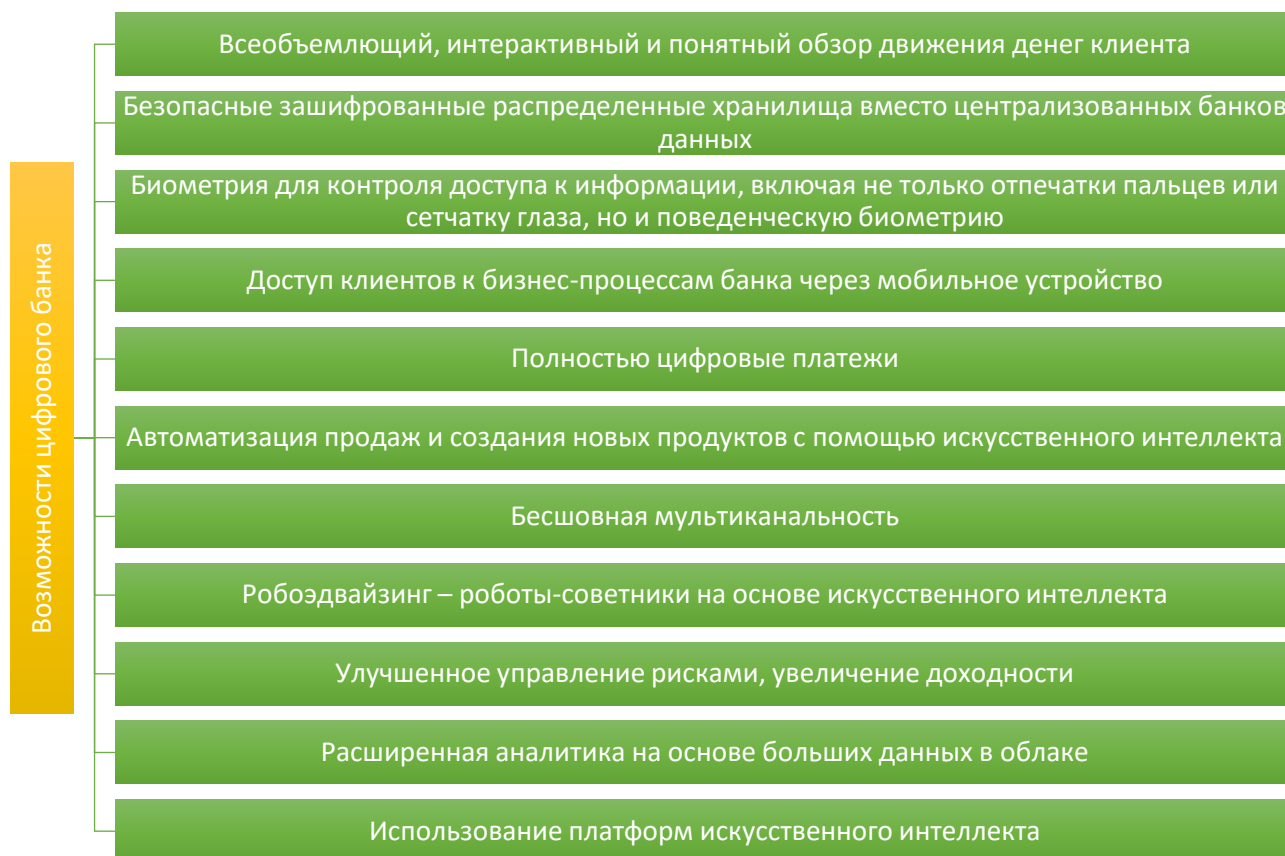 Возможности цифрового банка
Всеобъемлющий, интерактивный и понятный обзор движения денег клиента
Безопасные зашифрованные распределенные хранилища вместо централизованных банков
данных
Биометрия для контроля доступа к информации, включая не только отпечатки пальцев или
сетчатку глаза, но и поведенческую биометрию
Доступ клиентов к бизнес-процессам банка через мобильное устройство
Полностью цифровые платежи
Автоматизация продаж и создания новых продуктов с помощью искусственного интеллекта
Бесшовная мультиканальность
Робоэдвайзинг – роботы-советники на основе искусственного интеллекта
Улучшенное управление рисками, увеличение доходности
Расширенная аналитика на основе больших данных в облаке
Использование платформ искусственного интеллекта